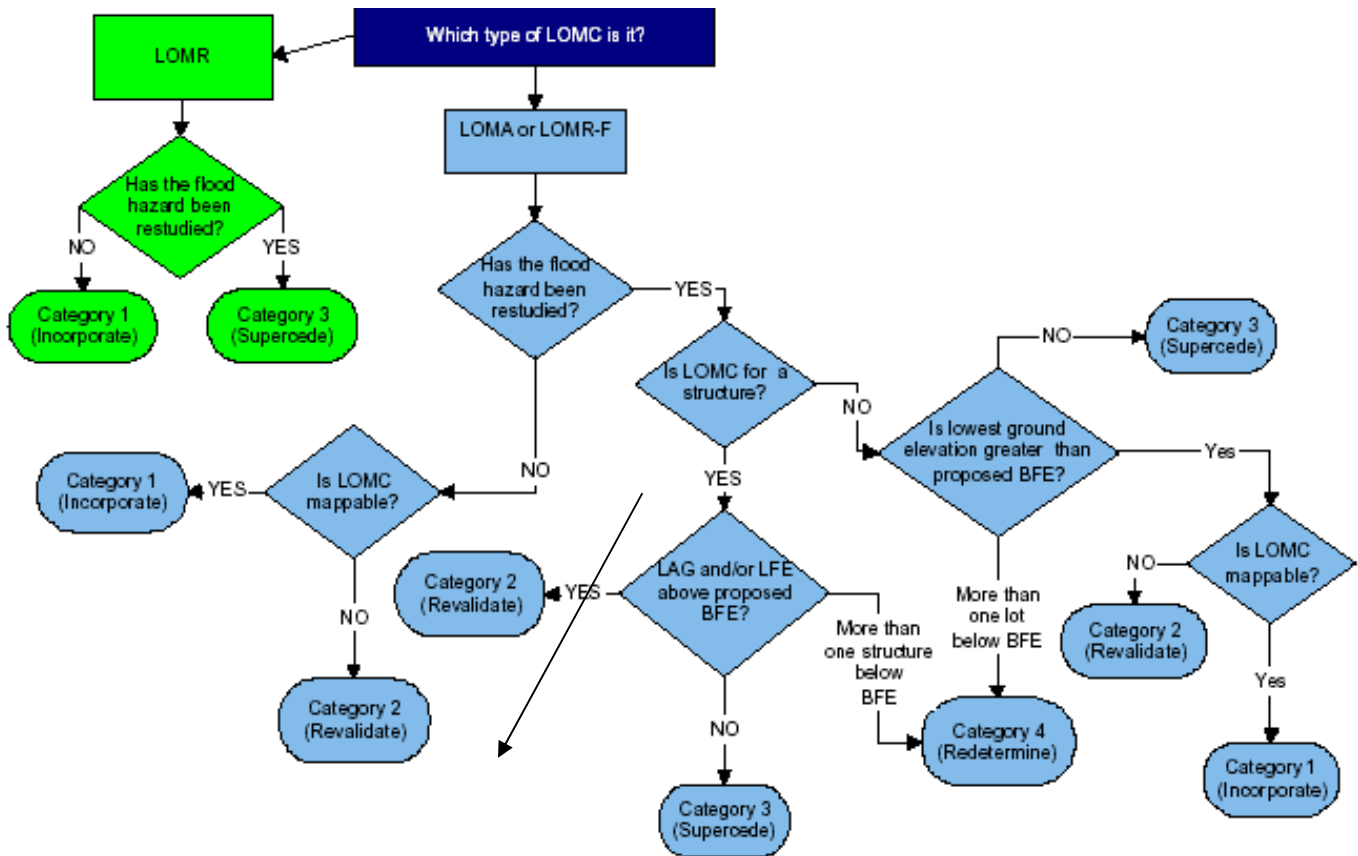 Which type of LOMC is it?
LOMR
LOMA or LOMR-F
Has the flood
hazard been
restudied?
NO
YES
Category 1
(Incorporate)
Category 3
(Supercede)
Has the flood
hazard been
restudied?
YES
NO
Is LOMC for a
structure?
NO
YES
Is lowest ground
elevation greater than
proposed BFE?
NO
Category 3
(Supercede)
Yes
More than
one lot
below BFE
Is LOMC
mappable?
YES
Category 1
(Incorporate)
NO
Category 2
(Revalidate)
LAG and/or LFE
above proposed
BFE?
YES
Category 2
(Revalidate)
More than
one structure
below
BFE
NO
Category 3
(Supercede)
Category 4
(Redetermine)
Is LOMC
mappable?
NO
Category 2
(Revalidate)
Yes
Category 1
(Incorporate)